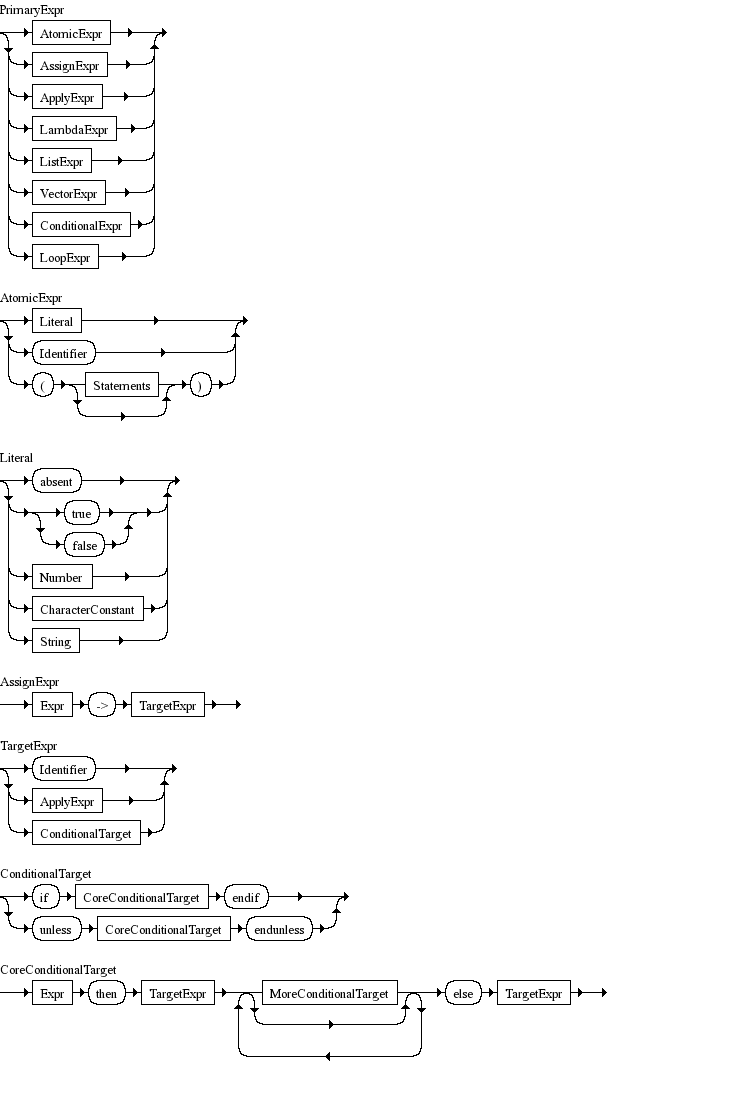 PrimaryExpr
AtomicExpr
AssignExpr
ApplyExpr
LambdaExpr
ListExpr
VectorExpr
ConditionalExpr
LoopExpr
AtomicExpr
Literal
Identifier
( Statements )
Literal
absent
true
false
Number
CharacterConstant
String
AssignExpr
Expr -> TargetExpr
TargetExpr
Identifier
ApplyExpr
ConditionalTarget
ConditionalTarget
if CoreConditionalTarget endif
unless CoreConditionalTarget endunless
CoreConditionalTarget
Expr then TargetExpr MoreConditionalTarget else TargetExpr